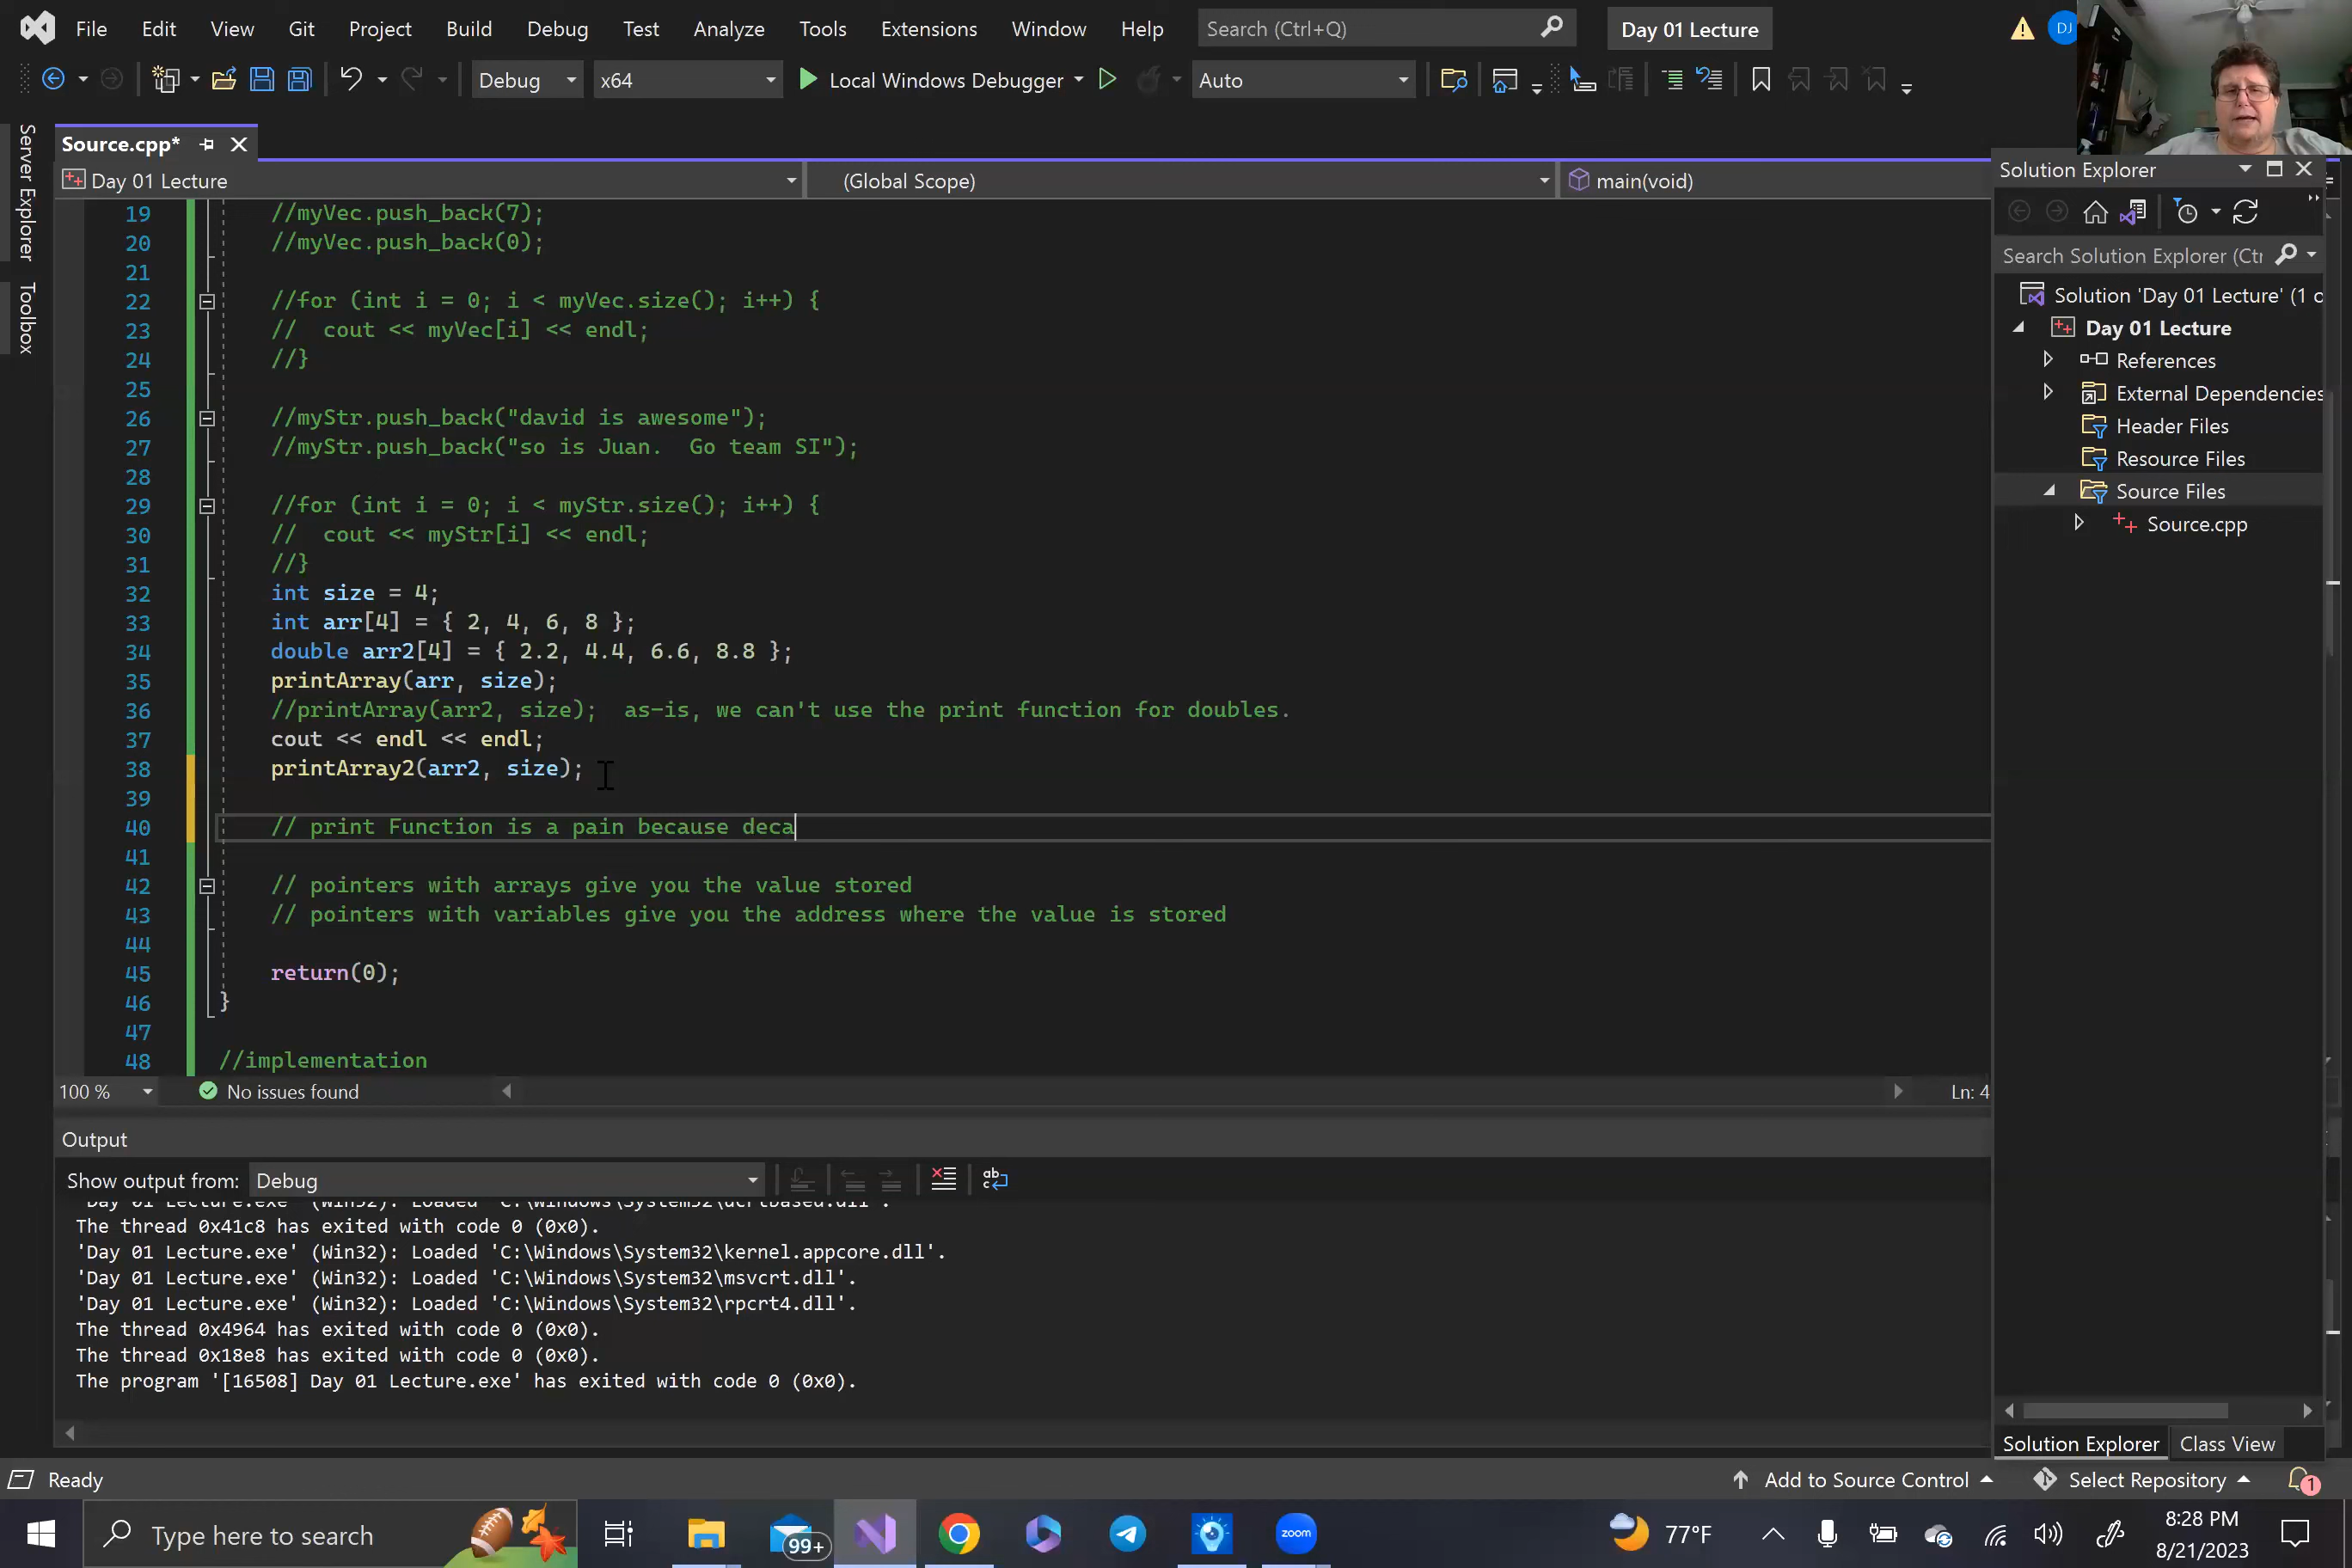 File Edit View Git Project Build Debug Test Analyze Tools Extensions Window Help Search (Ctrl+Q) Day 01 Lecture DJ
Debug x64 Local Windows Debugger Auto
Server Explorer
Toolbox
Source.cpp*
Day 01 Lecture (Global Scope) main(void)
19 //myVec.push_back(7);
20 //myVec.push_back(0);
21
22 //for (int i = 0; i < myVec.size(); i++) {
23 //  cout << myVec[i] << endl;
24 //}
25
26 //myStr.push_back("david is awesome");
27 //myStr.push_back("so is Juan.  Go team SI");
28
29 //for (int i = 0; i < myStr.size(); i++) {
30 //  cout << myStr[i] << endl;
31 //}
32 int size = 4;
33 int arr[4] = { 2, 4, 6, 8 };
34 double arr2[4] = { 2.2, 4.4, 6.6, 8.8 };
35 printArray(arr, size);
36 //printArray(arr2, size);  as-is, we can't use the print function for doubles.
37 cout << endl << endl;
38 printArray2(arr2, size);
39
40 // print Function is a pain because deca
41
42 // pointers with arrays give you the value stored
43 // pointers with variables give you the address where the value is stored
44
45 return(0);
46 }
47
48 //implementation
100 % No issues found Ln: 4
Output
Show output from: Debug
'Day 01 Lecture.exe' (Win32): Loaded 'C:\Windows\System32\ucrtbased.dll'.
The thread 0x41c8 has exited with code 0 (0x0).
'Day 01 Lecture.exe' (Win32): Loaded 'C:\Windows\System32\kernel.appcore.dll'.
'Day 01 Lecture.exe' (Win32): Loaded 'C:\Windows\System32\msvcrt.dll'.
'Day 01 Lecture.exe' (Win32): Loaded 'C:\Windows\System32\rpcrt4.dll'.
The thread 0x4964 has exited with code 0 (0x0).
The thread 0x18e8 has exited with code 0 (0x0).
The program '[16508] Day 01 Lecture.exe' has exited with code 0 (0x0).
Solution Explorer
Search Solution Explorer (Ctr
Solution 'Day 01 Lecture' (1 o
Day 01 Lecture
References
External Dependencies
Header Files
Resource Files
Source Files
Source.cpp
Solution Explorer Class View
Ready Add to Source Control Select Repository 1
Type here to search 99+ zoom 77°F 8:28 PM
8/21/2023